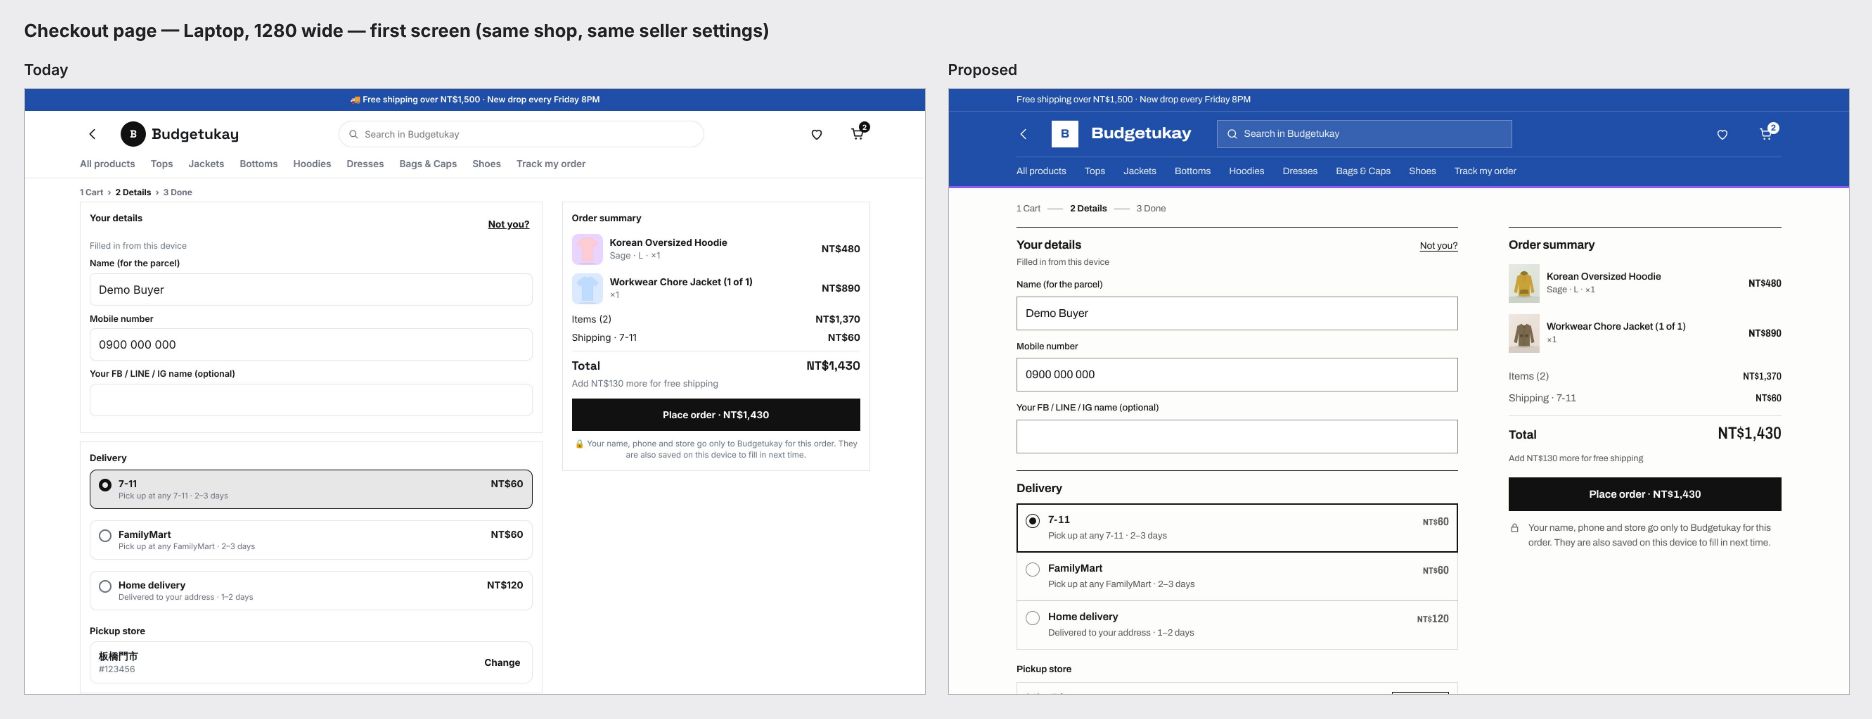 Checkout page — Laptop, 1280 wide — first screen (same shop, same seller settings)
Today
🚚 Free shipping over NT$1,500 · New drop every Friday 8PM
B Budgetukay
Search in Budgetukay
2
All products Tops Jackets Bottoms Hoodies Dresses Bags & Caps Shoes Track my order
1 Cart › 2 Details › 3 Done
Your details
Not you?
Filled in from this device
Name (for the parcel)
Demo Buyer
Mobile number
0900 000 000
Your FB / LINE / IG name (optional)
Delivery
7-11 NT$60
Pick up at any 7-11 · 2–3 days
FamilyMart NT$60
Pick up at any FamilyMart · 2–3 days
Home delivery NT$120
Delivered to your address · 1–2 days
Pickup store
板橋門市
#123456
Change
Order summary
Korean Oversized Hoodie
Sage · L · ×1
NT$480
Workwear Chore Jacket (1 of 1)
×1
NT$890
Items (2) NT$1,370
Shipping · 7-11 NT$60
Total NT$1,430
Add NT$130 more for free shipping
Place order · NT$1,430
🔒 Your name, phone and store go only to Budgetukay for this order. They
are also saved on this device to fill in next time.
Proposed
Free shipping over NT$1,500 · New drop every Friday 8PM
B Budgetukay
Search in Budgetukay
2
All products Tops Jackets Bottoms Hoodies Dresses Bags & Caps Shoes Track my order
1 Cart — 2 Details — 3 Done
Your details
Not you?
Filled in from this device
Name (for the parcel)
Demo Buyer
Mobile number
0900 000 000
Your FB / LINE / IG name (optional)
Delivery
7-11 NT$60
Pick up at any 7-11 · 2–3 days
FamilyMart NT$60
Pick up at any FamilyMart · 2–3 days
Home delivery NT$120
Delivered to your address · 1–2 days
Pickup store
Order summary
Korean Oversized Hoodie
Sage · L · ×1
NT$480
Workwear Chore Jacket (1 of 1)
×1
NT$890
Items (2) NT$1,370
Shipping · 7-11 NT$60
Total NT$1,430
Add NT$130 more for free shipping
Place order · NT$1,430
Your name, phone and store go only to Budgetukay for this
order. They are also saved on this device to fill in next time.